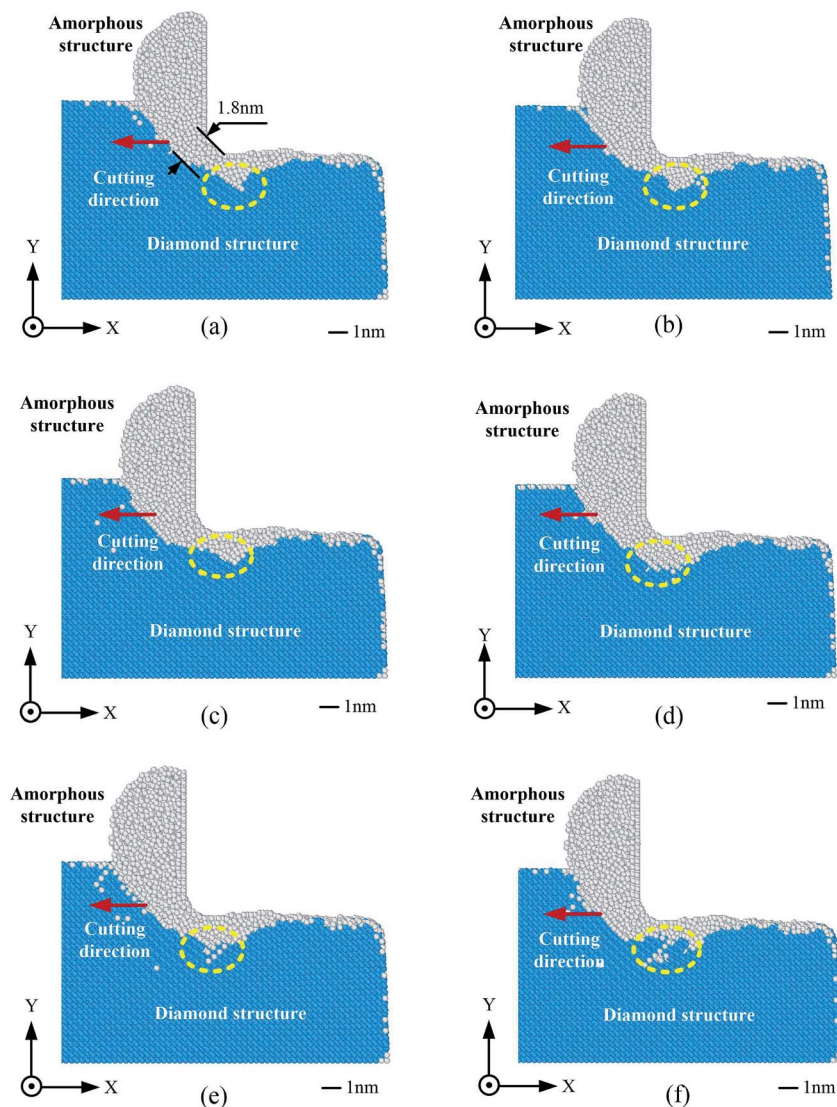 Amorphous
structure
1.8nm
Cutting
direction
Diamond structure
Y
X
(a)
1nm
Amorphous
structure
Cutting
direction
Diamond structure
Y
X
(b)
1nm
Amorphous
structure
Cutting
direction
Diamond structure
Y
X
(c)
1nm
Amorphous
structure
Cutting
direction
Diamond structure
Y
X
(d)
1nm
Amorphous
structure
Cutting
direction
Diamond structure
Y
X
(e)
1nm
Amorphous
structure
Cutting
direction
Diamond structure
Y
X
(f)
1nm